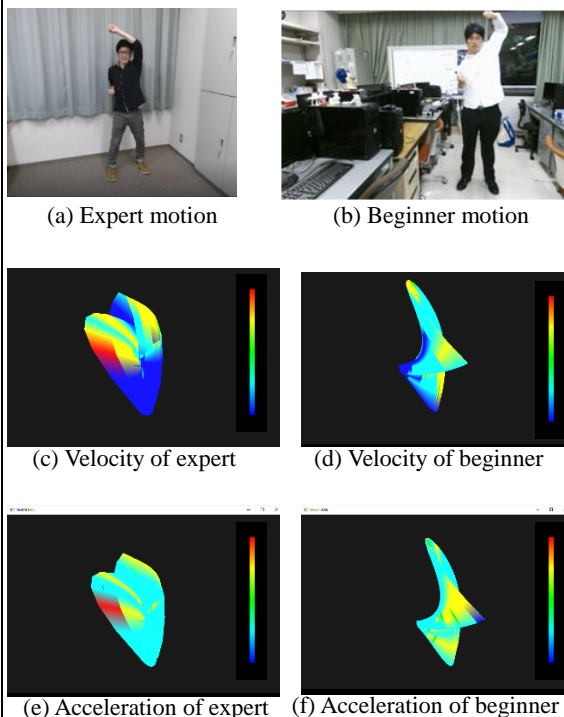 (a) Expert motion
(b) Beginner motion
(c) Velocity of expert
(d) Velocity of beginner
(e) Acceleration of expert
(f) Acceleration of beginner